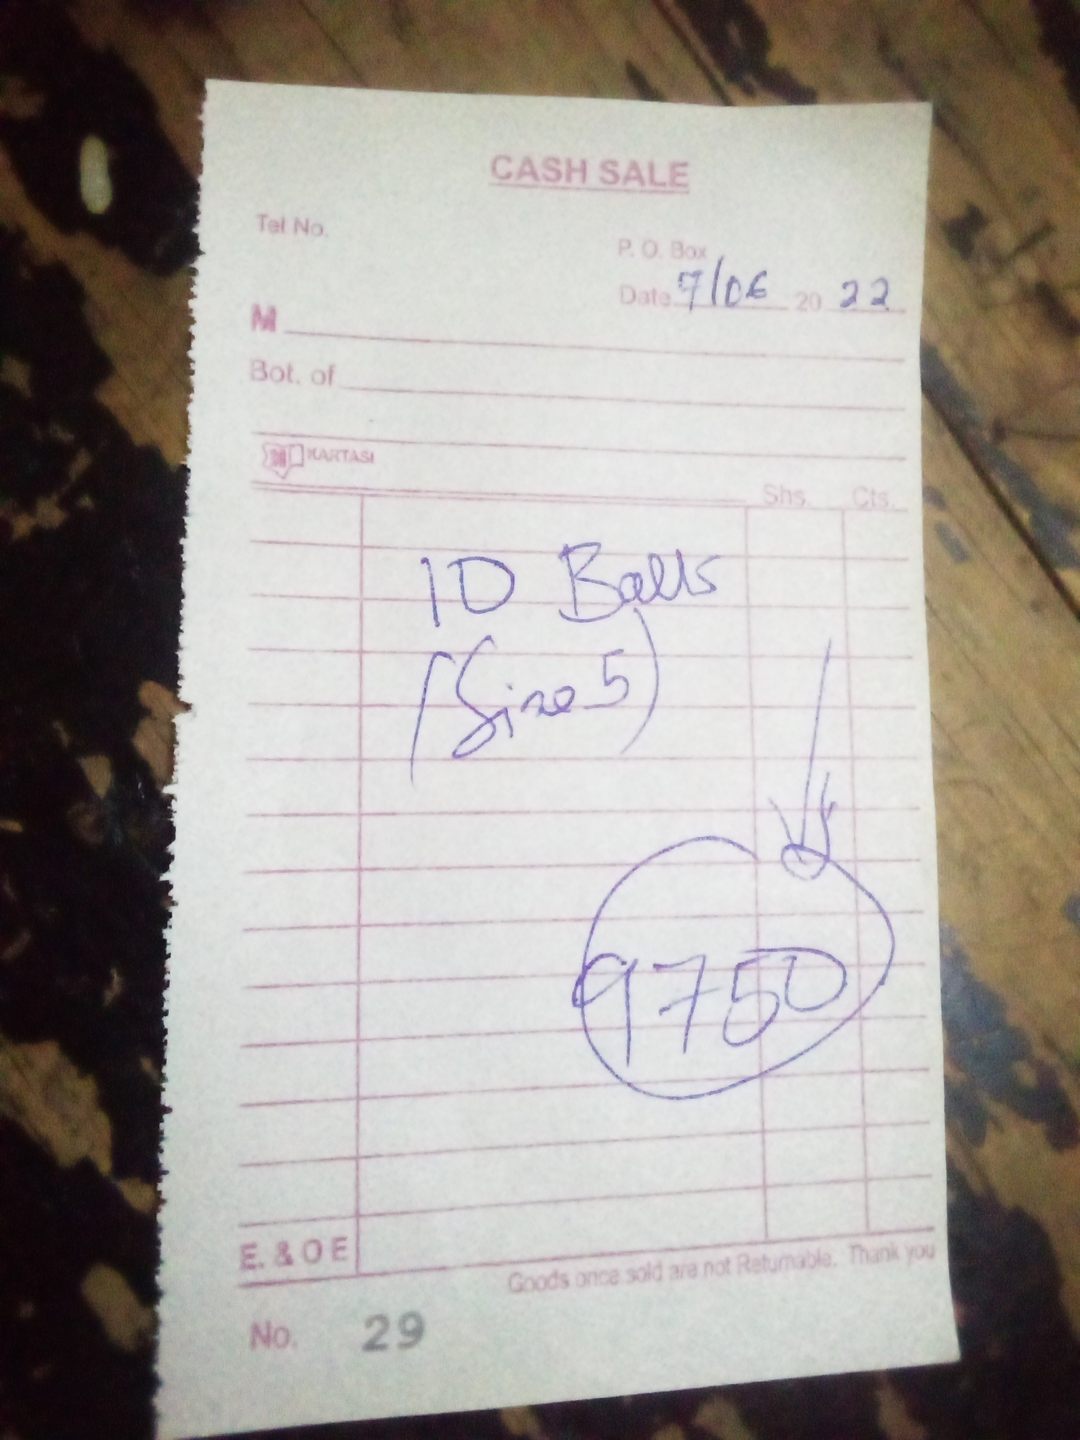 CASH SALE
Tel No.
P. O. Box
Date 7/06 20 22
M
Bot. of
KARTASI
Shs. Cts.
10 Balls
(Size 5)
9750
E. & O E
Goods once sold are not Returnable. Thank you
No. 29